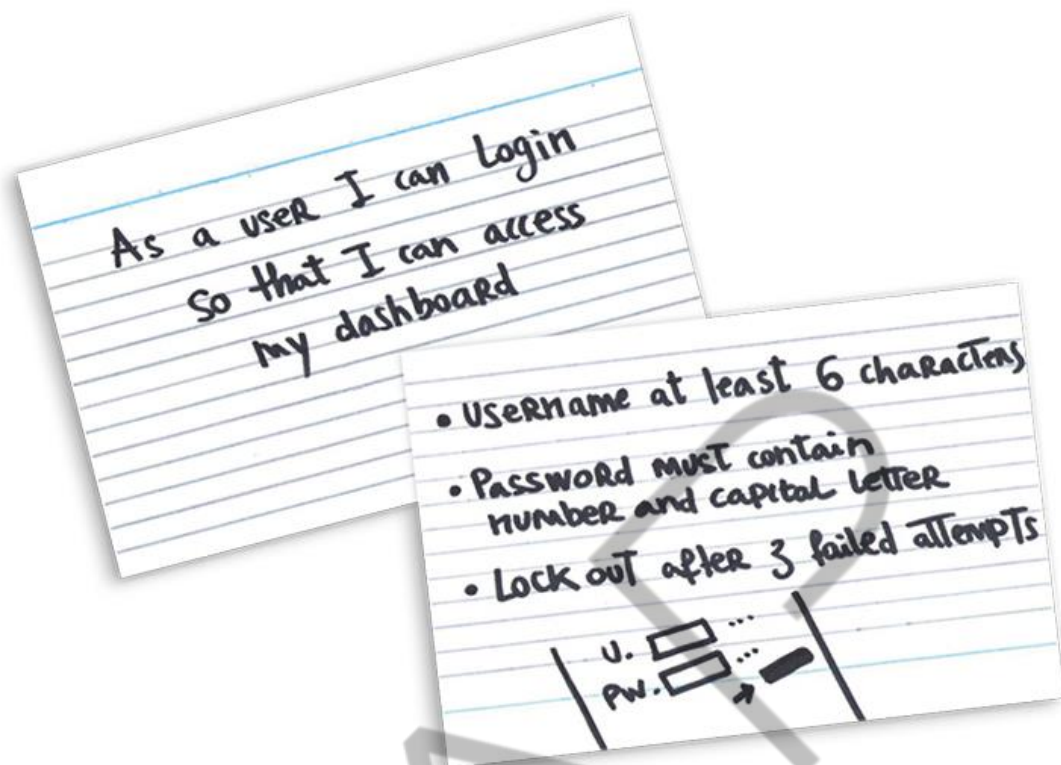 As a user I can Login
so that I can access
my dashboard
• Username at least 6 characters
• Password must contain
number and capital letter
• Lock out after 3 failed attempts
U. ...
PW. ...